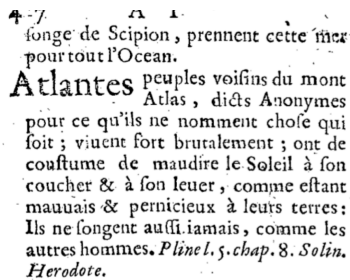 ſonge de Scipion, prennent cette mer
pour tout l'Ocean.
Atlantes peuples voiſins du mont
Atlas, dicts Anonymes
pour ce qu'ils ne nomment choſe qui
ſoit ; viuent fort brutalement ; ont de
couſtume de maudire le Soleil à ſon
coucher & à ſon leuer, comme eſtant
mauuais & pernicieux à leurs terres:
Ils ne ſongent auſſi iamais, comme les
autres hommes. Pline l. 5. chap. 8. Solin.
Herodote.